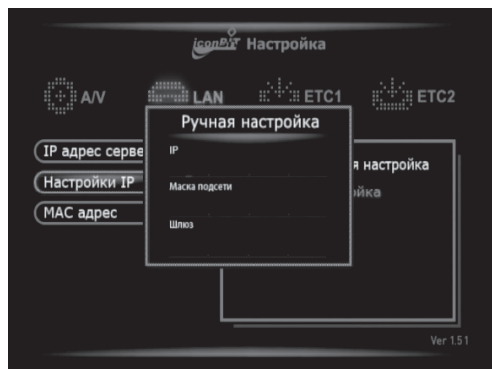 iconBIT Настройка
A/V LAN ETC1 ETC2
Ручная настройка
IP
Маска подсети
Шлюз
IP адрес серве
Настройки IP
MAC адрес
я настройка
ойка
Ver 1.51